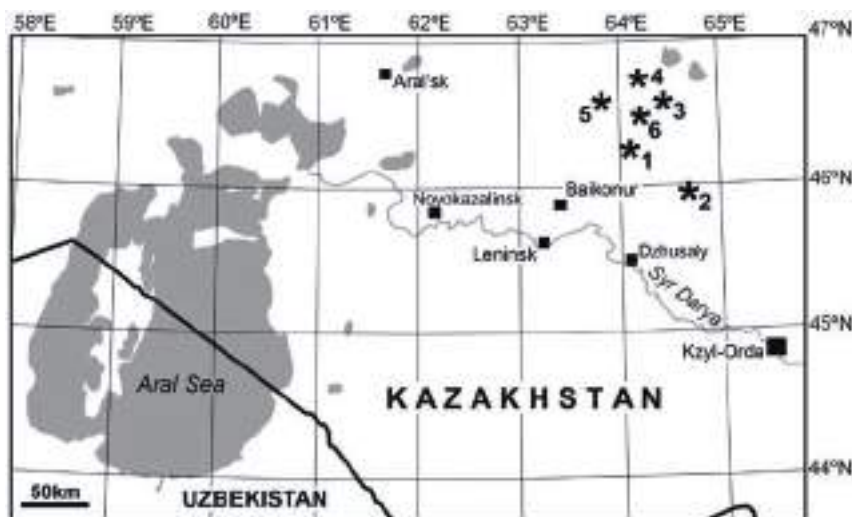 58°E 59°E 60°E 61°E 62°E 63°E 64°E 65°E 47°N
Aral'sk
4
5
3
6
1
46°N
2
Novokazalinsk
Baikonur
Leninsk
Dzhusaly
Syr Darya
45°N
Kzyl-Orda
Aral Sea
KAZAKHSTAN
44°N
50km
UZBEKISTAN